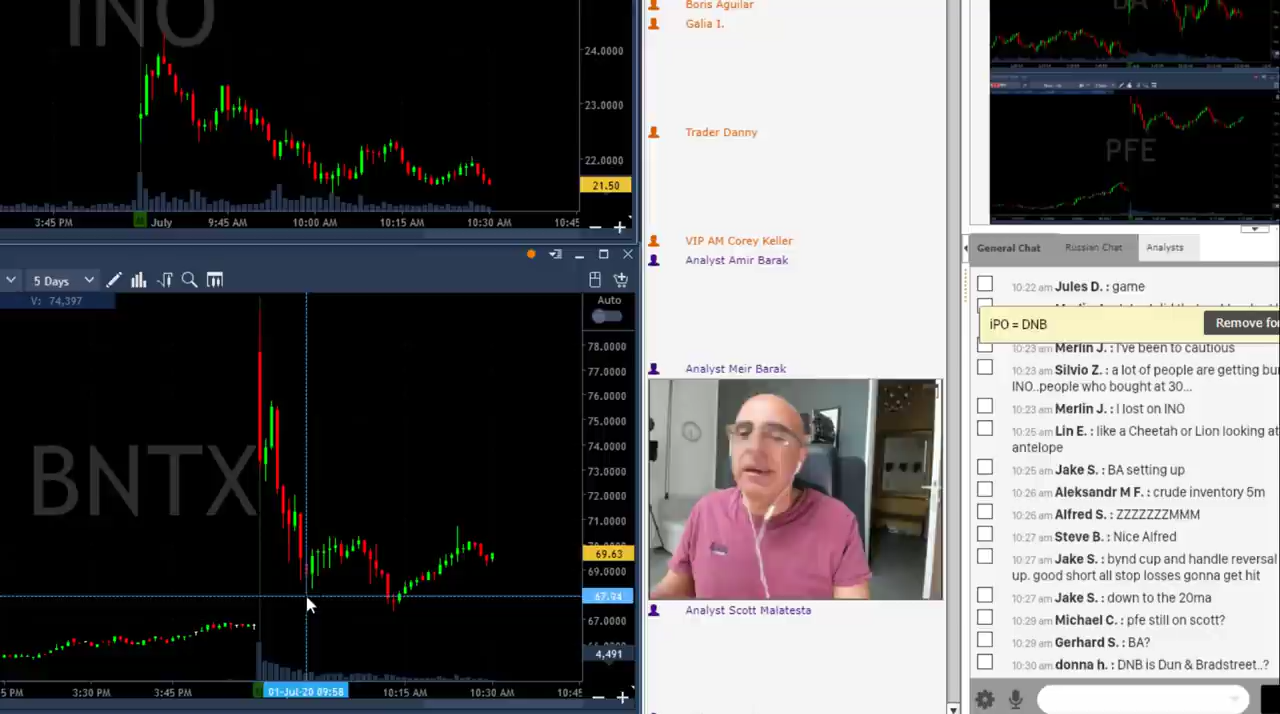 INO
24.0000
23.0000
22.0000
21.50
3:45 PM
July
9:45 AM
10:00 AM
10:15 AM
10:30 AM
10:45
5 Days
V: 74,397
Auto
78.0000
77.0000
76.0000
75.0000
74.0000
73.0000
72.0000
71.0000
69.63
69.0000
67.94
67.0000
4,491
BNTX
3:30 PM
3:45 PM
01-Jul-20 09:58
10:15 AM
10:30 AM
10:45
Boris Aguilar
Galia I.
Trader Danny
VIP AM Corey Keller
Analyst Amir Barak
Analyst Meir Barak
Analyst Scott Malatesta
BA
PFE
General Chat
Russian Chat
Analysts
10:22 am Jules D. : game
iPO = DNB
Remove for
10:23 am Merlin J. : I've been to cautious
10:23 am Silvio Z. : a lot of people are getting bur
INO..people who bought at 30...
10:23 am Merlin J. : I lost on INO
10:25 am Lin E. : like a Cheetah or Lion looking at
antelope
10:25 am Jake S. : BA setting up
10:26 am Aleksandr M F. : crude inventory 5m
10:26 am Alfred S. : ZZZZZZZMMM
10:27 am Steve B. : Nice Alfred
10:27 am Jake S. : bynd cup and handle reversal
up. good short all stop losses gonna get hit
10:27 am Jake S. : down to the 20ma
10:29 am Michael C. : pfe still on scott?
10:29 am Gerhard S. : BA?
10:30 am donna h. : DNB is Dun & Bradstreet..?